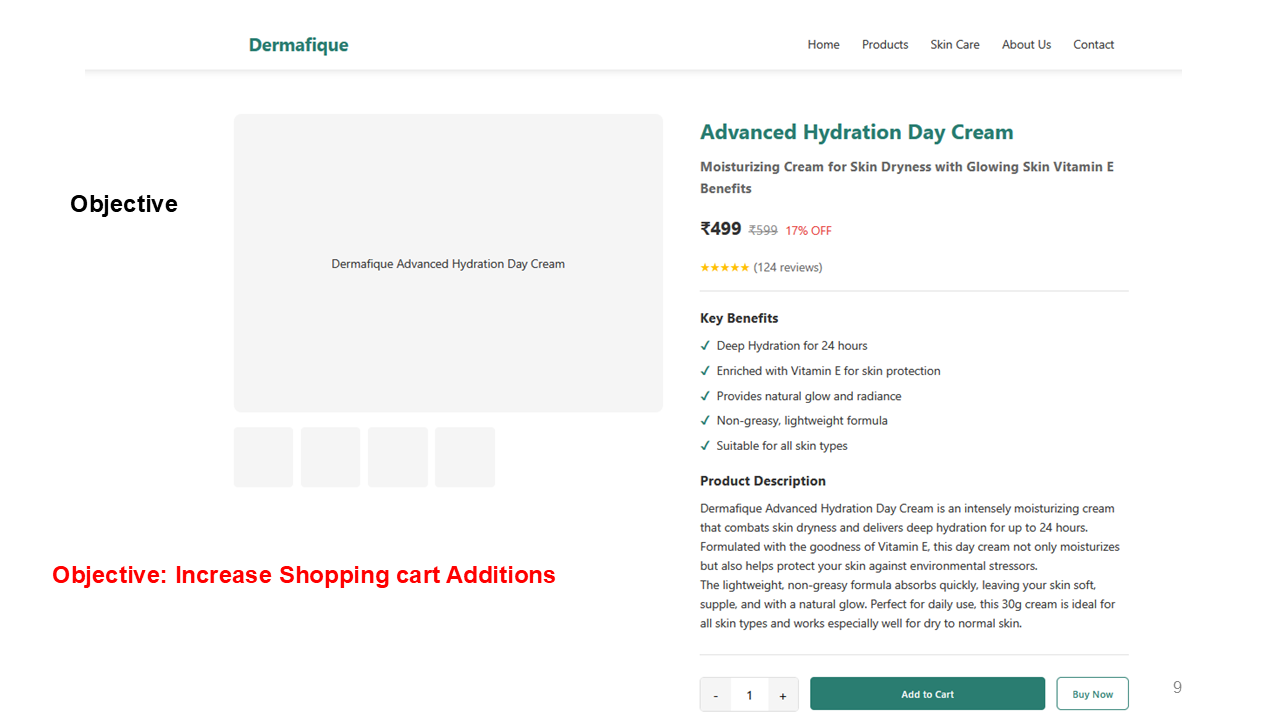 Dermafique
Home Products Skin Care About Us Contact
Objective
Dermafique Advanced Hydration Day Cream
Objective: Increase Shopping cart Additions
Advanced Hydration Day Cream
Moisturizing Cream for Skin Dryness with Glowing Skin Vitamin E
Benefits
₹499 ₹599 17% OFF
★★★★★ (124 reviews)
Key Benefits
✓ Deep Hydration for 24 hours
✓ Enriched with Vitamin E for skin protection
✓ Provides natural glow and radiance
✓ Non-greasy, lightweight formula
✓ Suitable for all skin types
Product Description
Dermafique Advanced Hydration Day Cream is an intensely moisturizing cream
that combats skin dryness and delivers deep hydration for up to 24 hours.
Formulated with the goodness of Vitamin E, this day cream not only moisturizes
but also helps protect your skin against environmental stressors.
The lightweight, non-greasy formula absorbs quickly, leaving your skin soft,
supple, and with a natural glow. Perfect for daily use, this 30g cream is ideal for
all skin types and works especially well for dry to normal skin.
- 1 + Add to Cart Buy Now
9